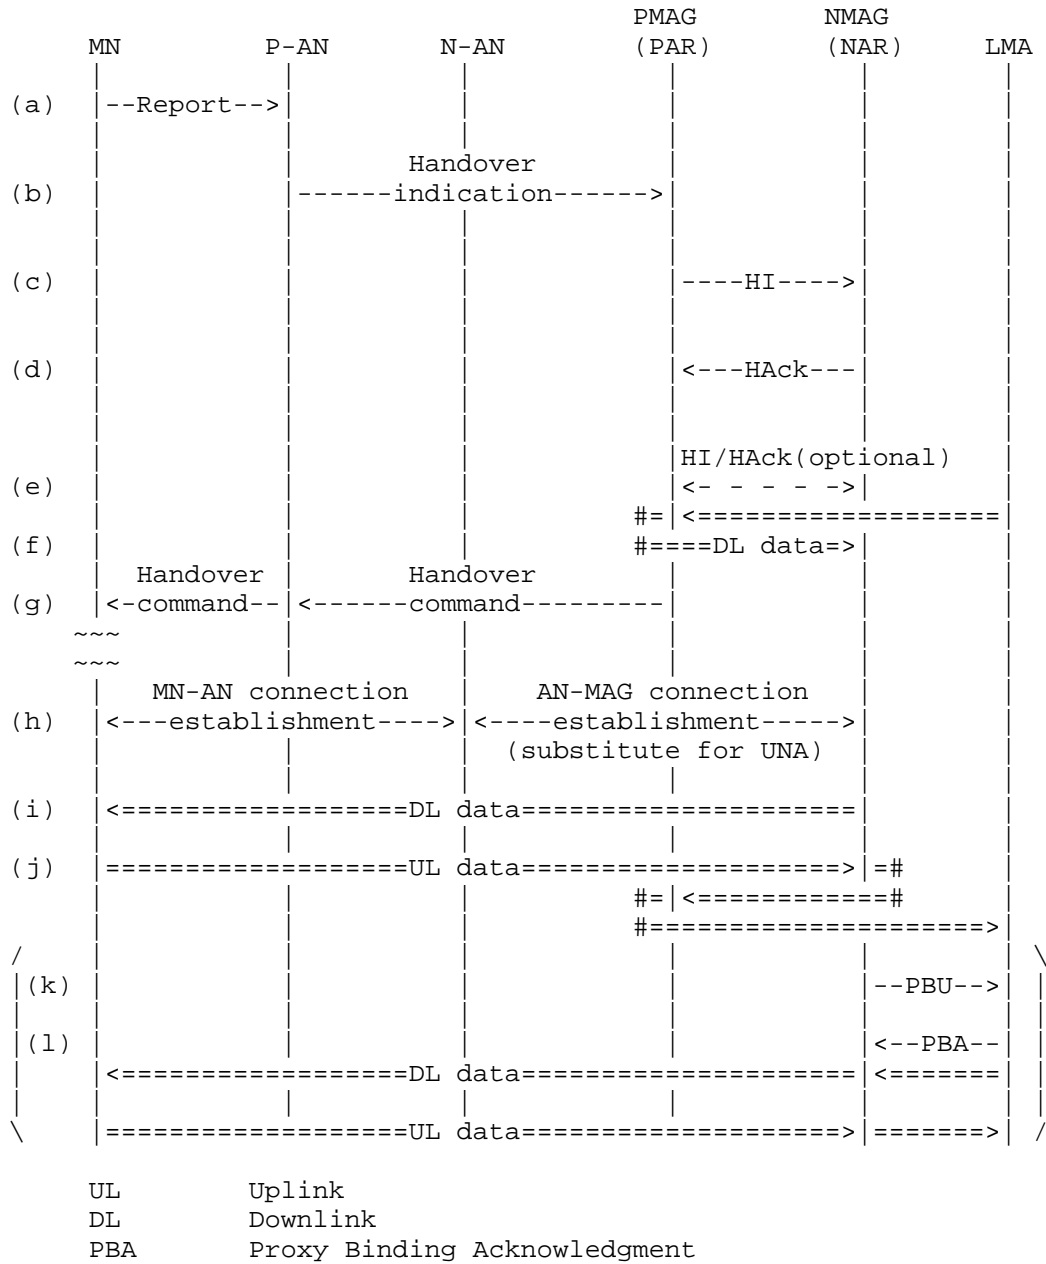 PMAG        NMAG
     MN         P-AN       N-AN        (PAR)       (NAR)     LMA
     |           |          |            |           |        |
(a)  |--Report-->|          |            |           |        |
     |           |          |            |           |        |
     |           |       Handover        |           |        |
(b)  |           |------indication------>|           |        |
     |           |          |            |           |        |
     |           |          |            |           |        |
(c)  |           |          |            |----HI---->|        |
     |           |          |            |           |        |
     |           |          |            |           |        |
(d)  |           |          |            |<---HAck---|        |
     |           |          |            |           |        |
     |           |          |            |           |        |
     |           |          |            |HI/HAck(optional)   |
(e)  |           |          |            |<- - - - ->|        |
     |           |          |          #=|<===================|
(f)  |           |          |          #====DL data=>|        |
     |  Handover |       Handover        |           |        |
(g)  |<-command--|<------command---------|           |        |
    ~~~          |          |            |           |        |
    ~~~          |          |            |           |        |
     |   MN-AN connection   |    AN-MAG connection   |        |
(h)  |<---establishment---->|<----establishment----->|        |
     |           |          |  (substitute for UNA)  |        |
     |           |          |            |           |        |
(i)  |<==================DL data=====================|        |
     |           |          |            |           |        |
(j)  |===================UL data====================>|=#      |
     |           |          |          #=|<============#      |
     |           |          |          #=====================>|
/    |           |          |            |           |        | \
|(k) |           |          |            |           |--PBU-->| |
|    |           |          |            |           |        | |
|(l) |           |          |            |           |<--PBA--| |
|    |<==================DL data=====================|<=======| |
|    |           |          |            |           |        | |
\    |===================UL data====================>|=======>| /
UL        Uplink
DL        Downlink
PBA       Proxy Binding Acknowledgment